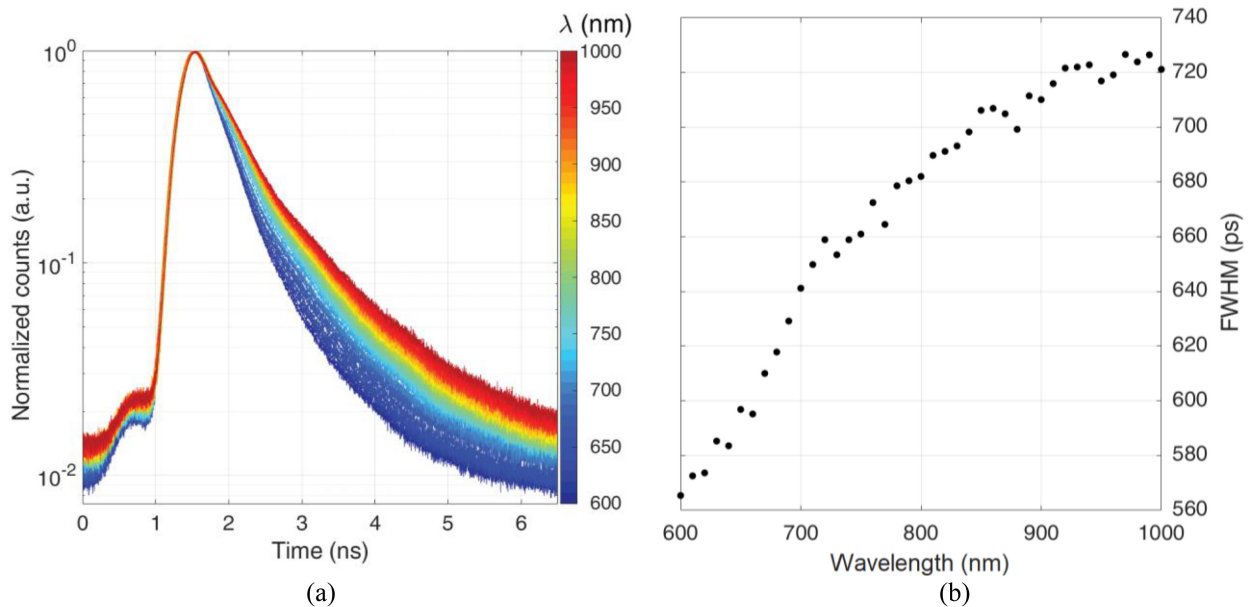 λ (nm)
10⁰
10⁻¹
10⁻²
Normalized counts (a.u.)
0 1 2 3 4 5 6
Time (ns)
1000
950
900
850
800
750
700
650
600
(a)
740
720
700
680
660
640
620
600
580
560
FWHM (ps)
600 700 800 900 1000
Wavelength (nm)
(b)